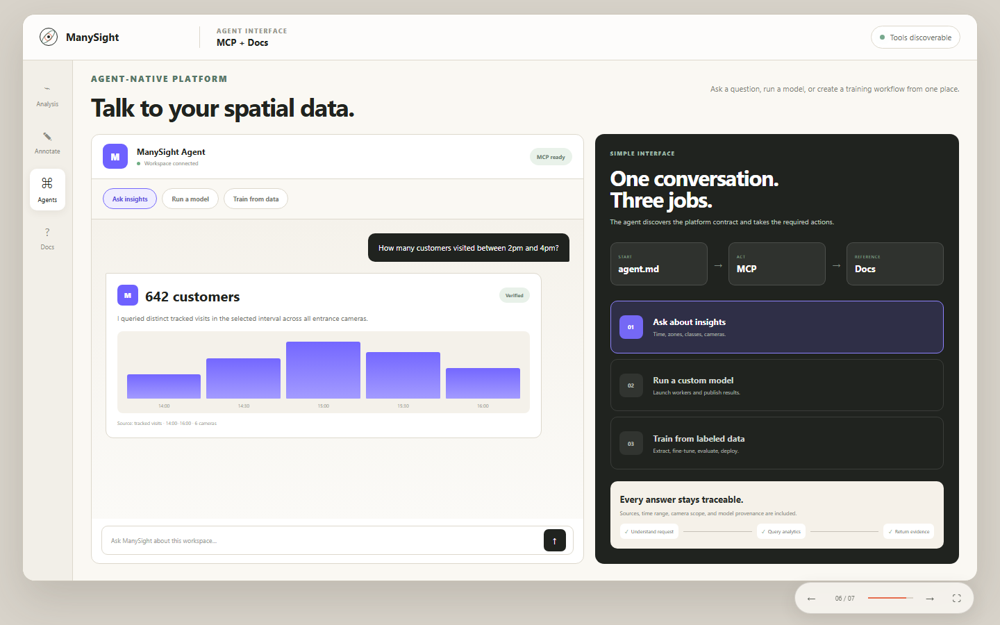 ManySight
AGENT INTERFACE
MCP + Docs
Tools discoverable
Analysis
Annotate
Agents
? 
Docs
AGENT-NATIVE PLATFORM
Talk to your spatial data.
Ask a question, run a model, or create a training workflow from one place.
M
ManySight Agent
Workspace connected
MCP ready
Ask insights
Run a model
Train from data
How many customers visited between 2pm and 4pm?
M
642 customers
Verified
I queried distinct tracked visits in the selected interval across all entrance cameras.
14:00
14:30
15:00
15:30
16:00
Source: tracked visits · 14:00-16:00 · 6 cameras
Ask ManySight about this workspace...
↑
SIMPLE INTERFACE
One conversation.
Three jobs.
The agent discovers the platform contract and takes the required actions.
START
agent.md
→
ACT
MCP
→
REFERENCE
Docs
01
Ask about insights
Time, zones, classes, cameras.
02
Run a custom model
Launch workers and publish results.
03
Train from labeled data
Extract, fine-tune, evaluate, deploy.
Every answer stays traceable.
Sources, time range, camera scope, and model provenance are included.
✓ Understand request
✓ Query analytics
✓ Return evidence
← 06 / 07 →